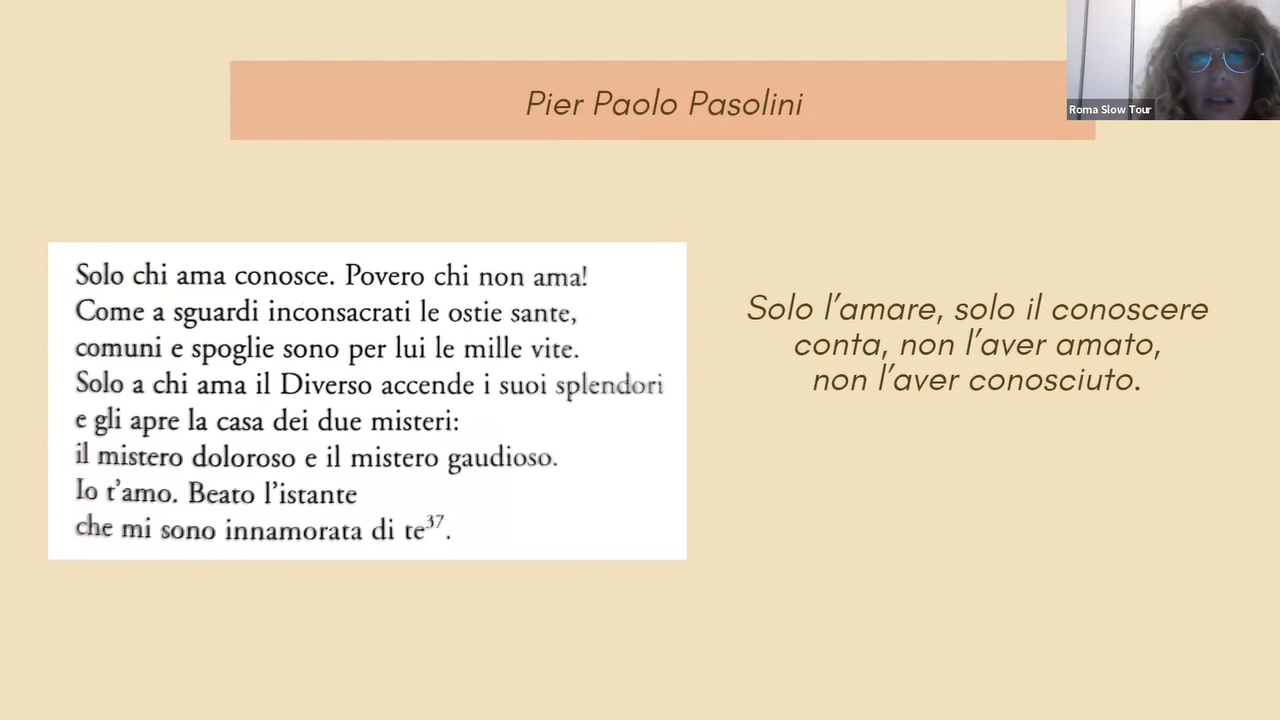 Pier Paolo Pasolini
Roma Slow Tour
Solo chi ama conosce. Povero chi non ama!
Come a sguardi inconsacrati le ostie sante,
comuni e spoglie sono per lui le mille vite.
Solo a chi ama il Diverso accende i suoi splendori
e gli apre la casa dei due misteri:
il mistero doloroso e il mistero gaudioso.
Io t'amo. Beato l'istante
che mi sono innamorata di te³⁷.
Solo l'amare, solo il conoscere
conta, non l'aver amato,
non l'aver conosciuto.